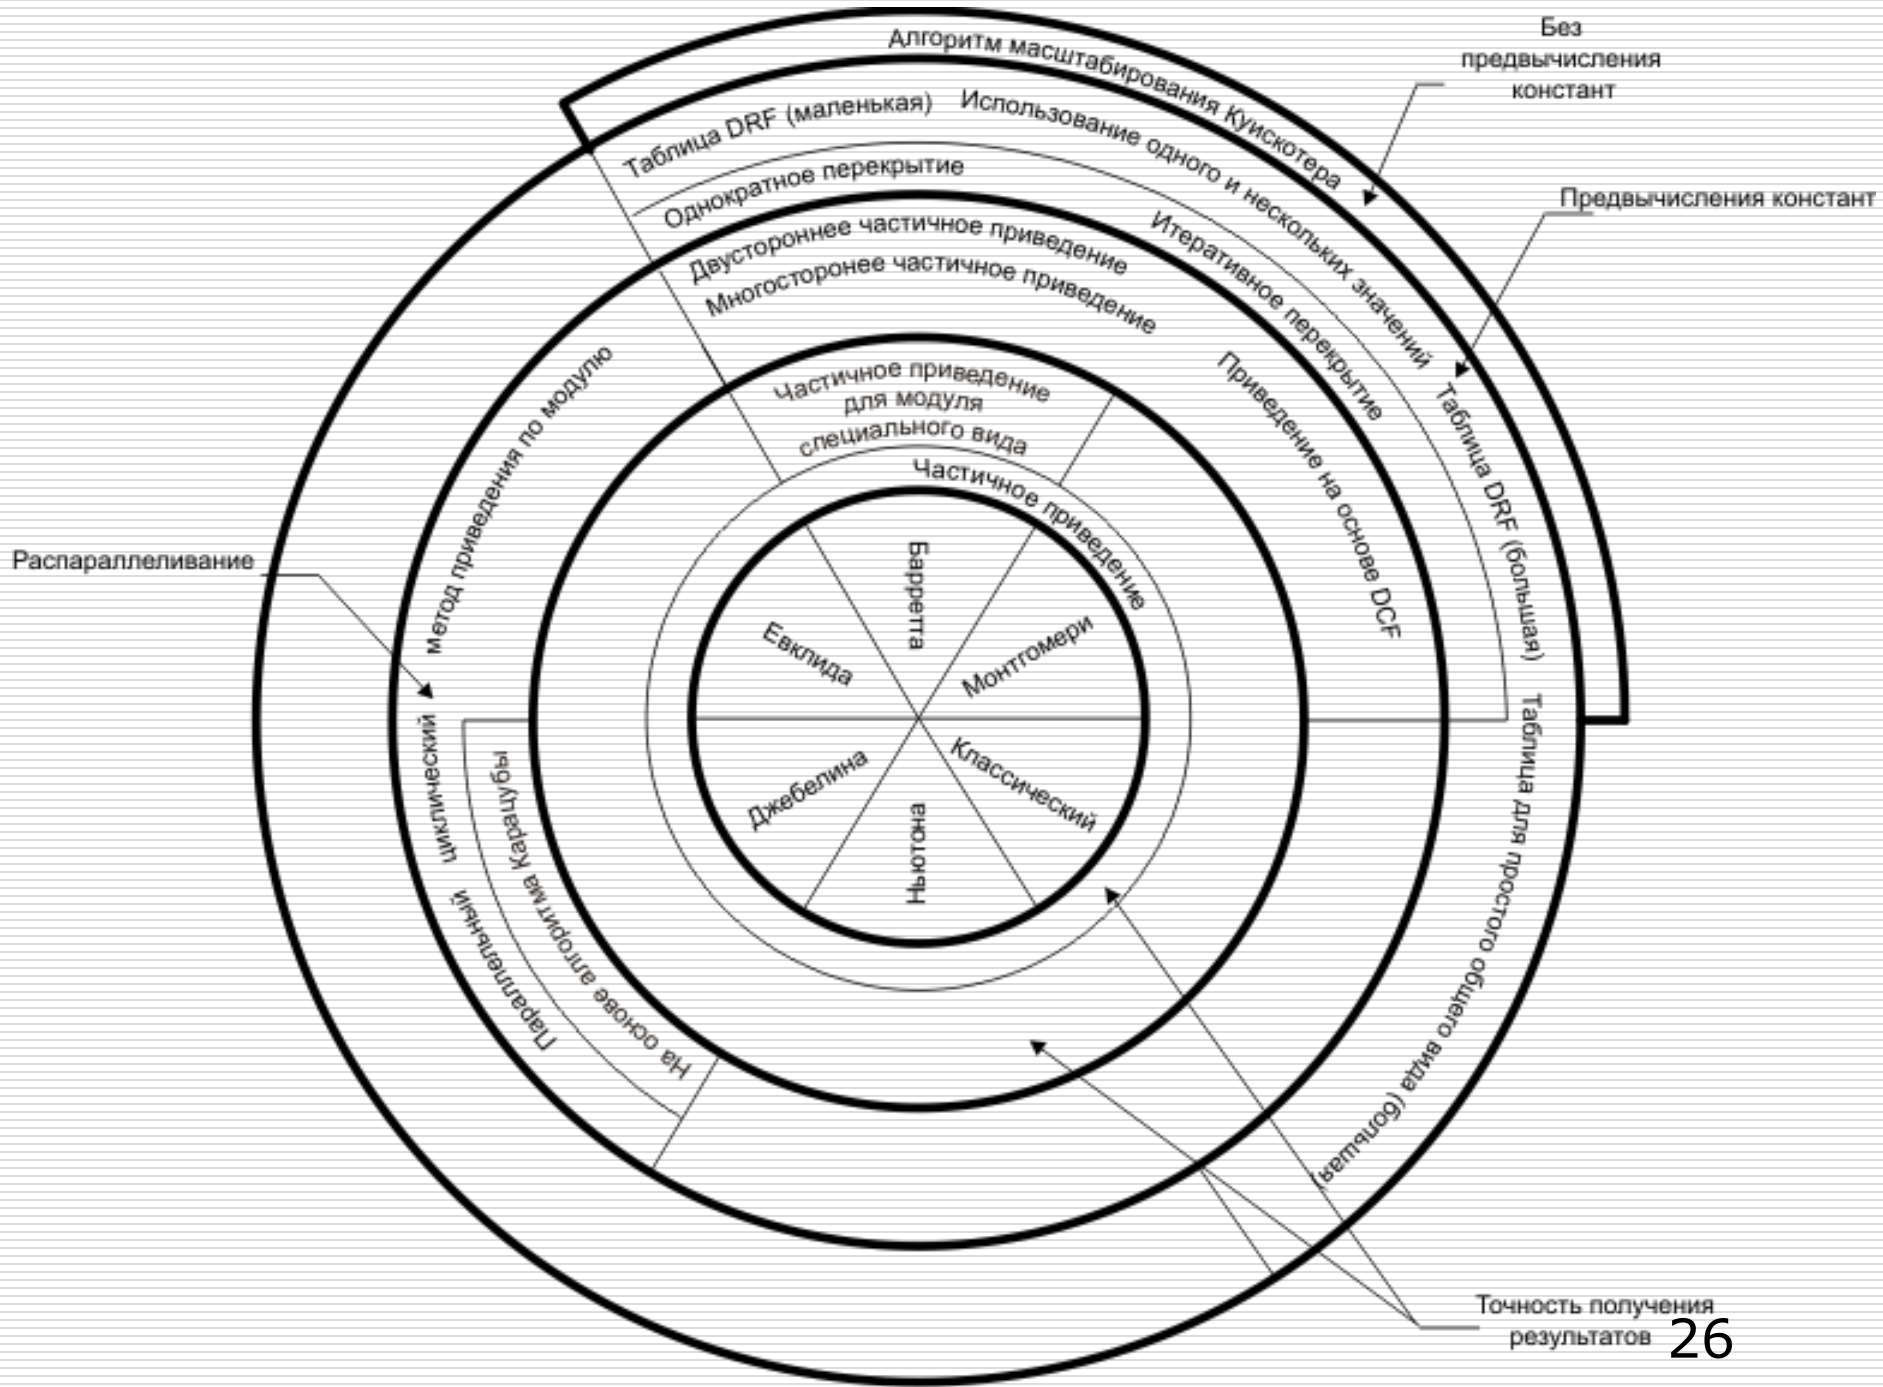 Без
предвычисления
констант
Алгоритм масштабирования Куискотера
Предвычисления констант
Таблица DRF (маленькая)
Использование одного и нескольких значений
Таблица DRF (большая)
Таблица для простого общего вида (большая)
Однократное перекрытие
Итеративное перекрытие
Двустороннее частичное приведение
Многосторонее частичное приведение
Приведение на основе DCF
метод приведения по модулю
Распараллеливание
Параллельный циклический
На основе алгоритма Карацубы
Частичное приведение
для модуля
специального вида
Частичное приведение
Барретта
Монтгомери
Классический
Ньютона
Джебелина
Евклида
Точность получения
результатов
26